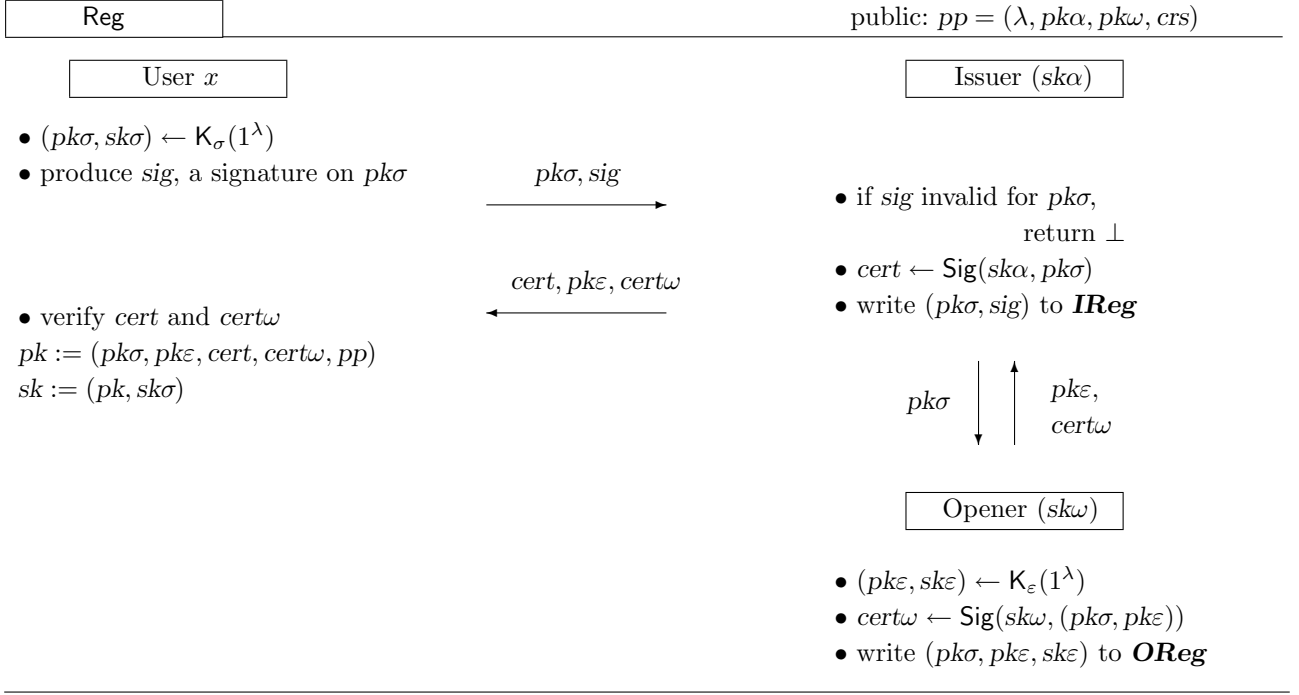 Reg
public: pp = (λ, pkα, pkω, crs)
User x
Issuer (skα)
• (pkσ, skσ) ← K_σ(1^λ)
• produce sig, a signature on pkσ
pkσ, sig
• if sig invalid for pkσ,
return ⊥
• cert ← Sig(skα, pkσ)
• write (pkσ, sig) to IReg
cert, pkε, certω
• verify cert and certω
pk := (pkσ, pkε, cert, certω, pp)
sk := (pk, skσ)
pkσ
pkε,
certω
Opener (skω)
• (pkε, skε) ← K_ε(1^λ)
• certω ← Sig(skω, (pkσ, pkε))
• write (pkσ, pkε, skε) to OReg